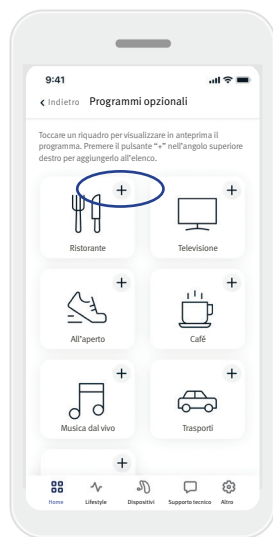 9:41
Indietro Programmi opzionali
Toccare un riquadro per visualizzare in anteprima il
programma. Premere il pulsante "+" nell'angolo superiore
destro per aggiungerlo all'elenco.
+ +
Ristorante Televisione
+ +
All'aperto Café
+ +
Musica dal vivo Trasporti
+
Home Lifestyle Dispositivi Supporto tecnico Altro